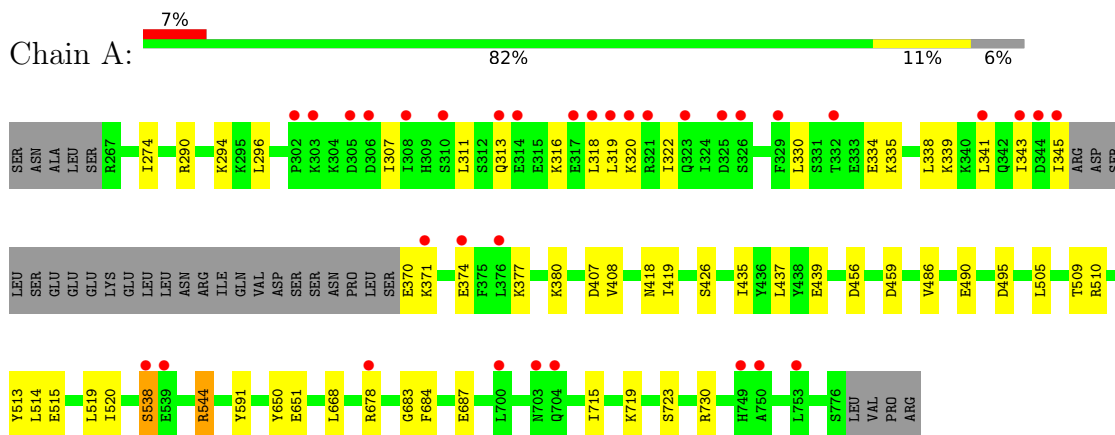 7%
Chain A:
82% 11% 6%
SER ASN ALA LEU SER R267 I274 R290 K294 K295 L296 P302 K303 K304 D305 D306 I307 I308 H309 S310 L311 S312 Q313 E314 E315 K316 E317 L318 L319 K320 R321 I322 Q323 I324 D325 S326 F329 L330 S331 T332 E333 E334 K335 L338 K339 K340 L341 Q342 I343 D344 I345 ARG ASP SER
LEU SER GLU GLU GLU LYS GLU LEU LEU ASN ARG ILE GLN VAL ASP SER SER ASN PRO LEU SER E370 K371 E374 F375 L376 K377 K380 D407 V408 N418 I419 S426 I435 Y436 L437 Y438 E439 D456 D459 V486 E490 D495 L505 T509 R510
Y513 L514 E515 L519 I520 S538 E539 R544 Y591 Y650 E651 L668 R678 G683 F684 E687 L700 N703 Q704 I715 K719 S723 R730 H749 A750 L753 S776 LEU VAL PRO ARG